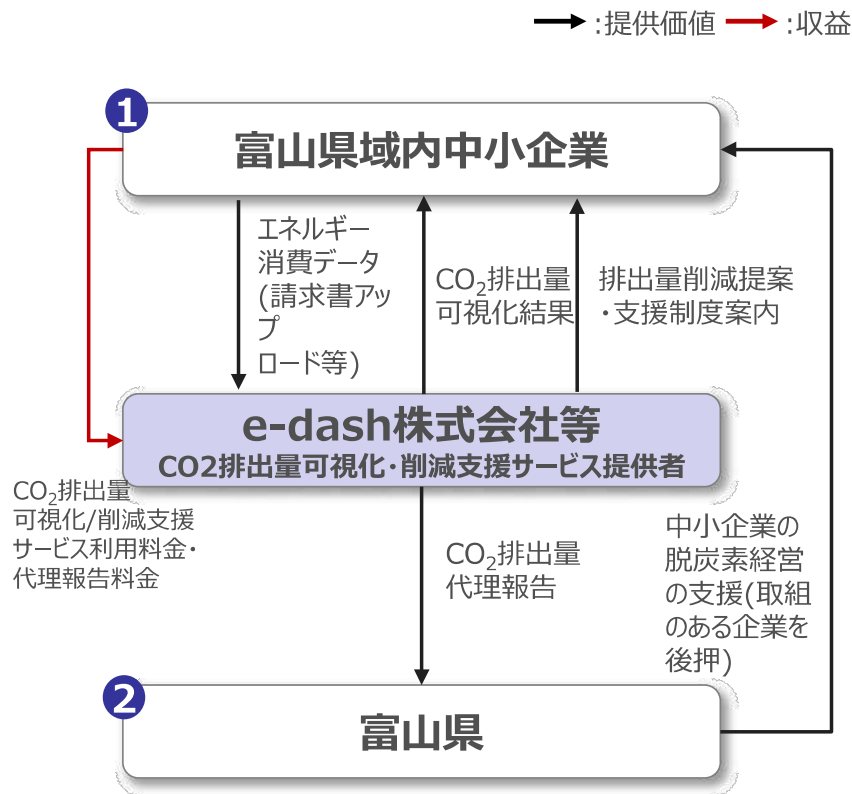 :提供価値
:収益
1
富山県域内中小企業
エネルギー
消費データ
(請求書アッ
プ
ロード等)
CO₂排出量
可視化結果
排出量削減提案
・支援制度案内
e-dash株式会社等
CO2排出量可視化・削減支援サービス提供者
CO₂排出量
可視化/削減支援
サービス利用料金・
代理報告料金
CO₂排出量
代理報告
中小企業の
脱炭素経営
の支援(取組
のある企業を
後押)
2
富山県